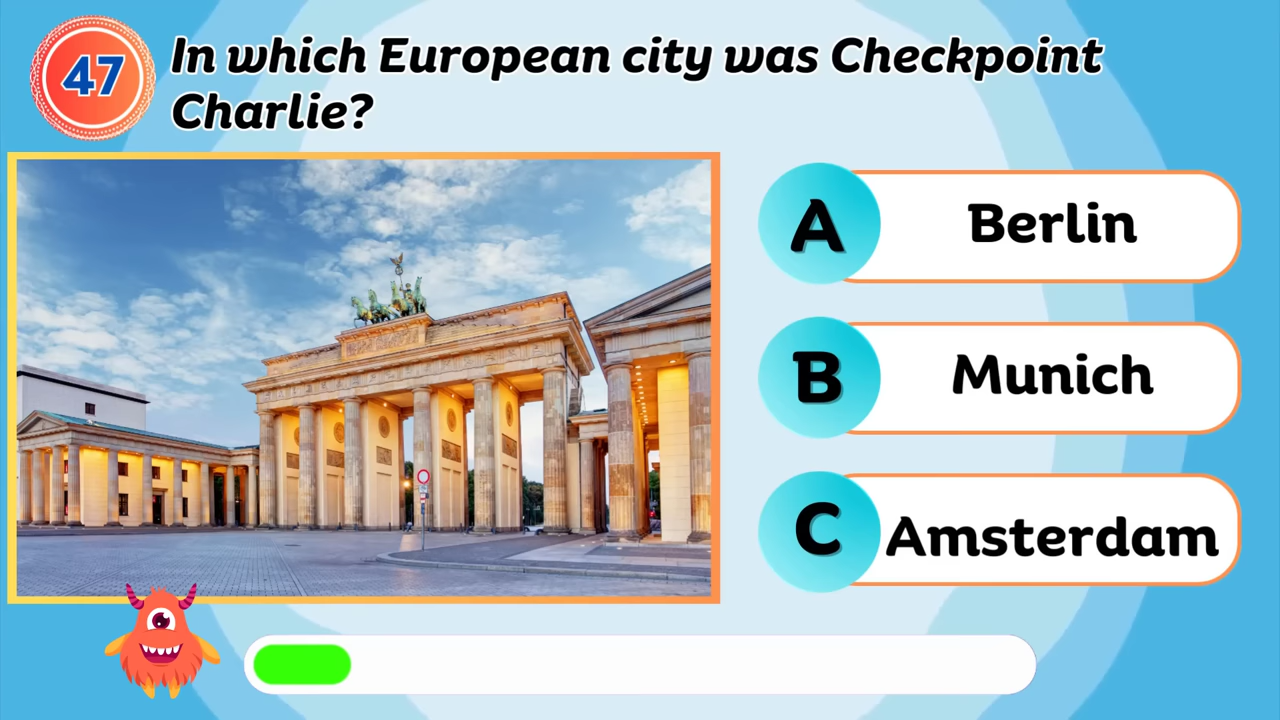 47
In which European city was Checkpoint
Charlie?
A Berlin
B Munich
C Amsterdam